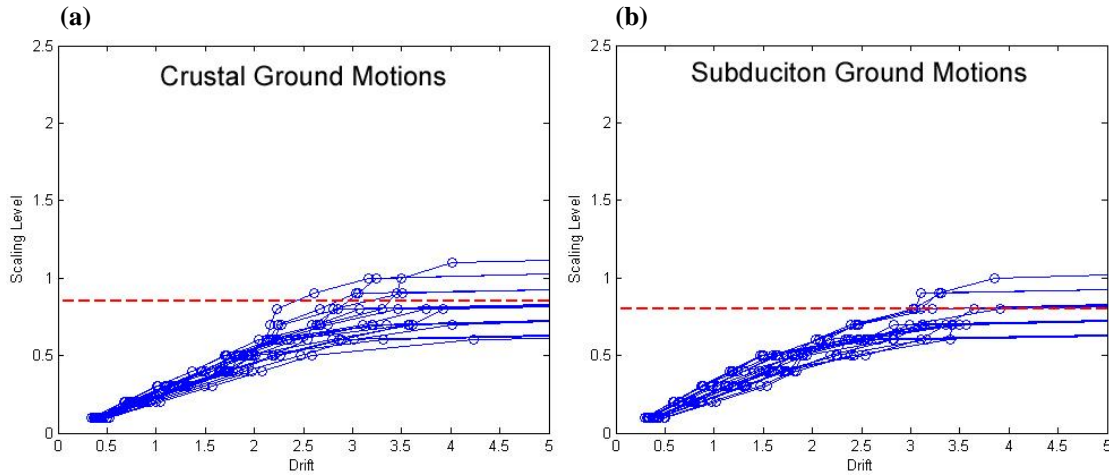 (a)
Crustal Ground Motions
2.5
2
1.5
1
0.5
0
Scaling Level
0 0.5 1 1.5 2 2.5 3 3.5 4 4.5 5
Drift
(b)
Subduciton Ground Motions
2.5
2
1.5
1
0.5
0
Scaling Level
0 0.5 1 1.5 2 2.5 3 3.5 4 4.5 5
Drift